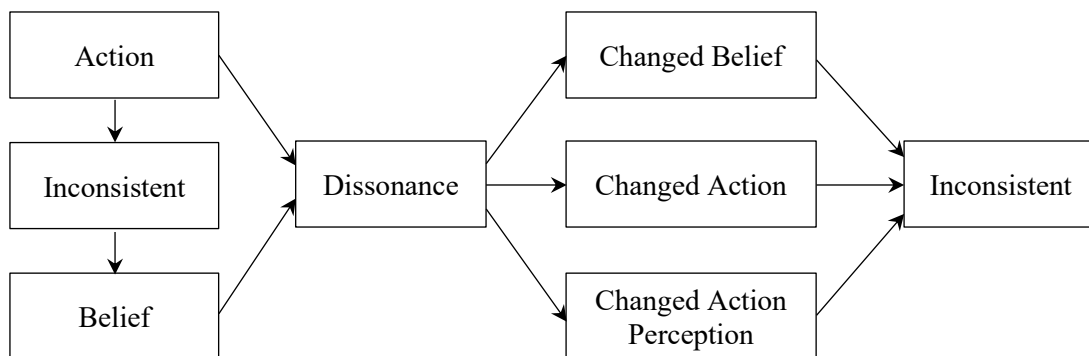 Action
Inconsistent
Belief
Dissonance
Changed Belief
Changed Action
Changed Action
Perception
Inconsistent